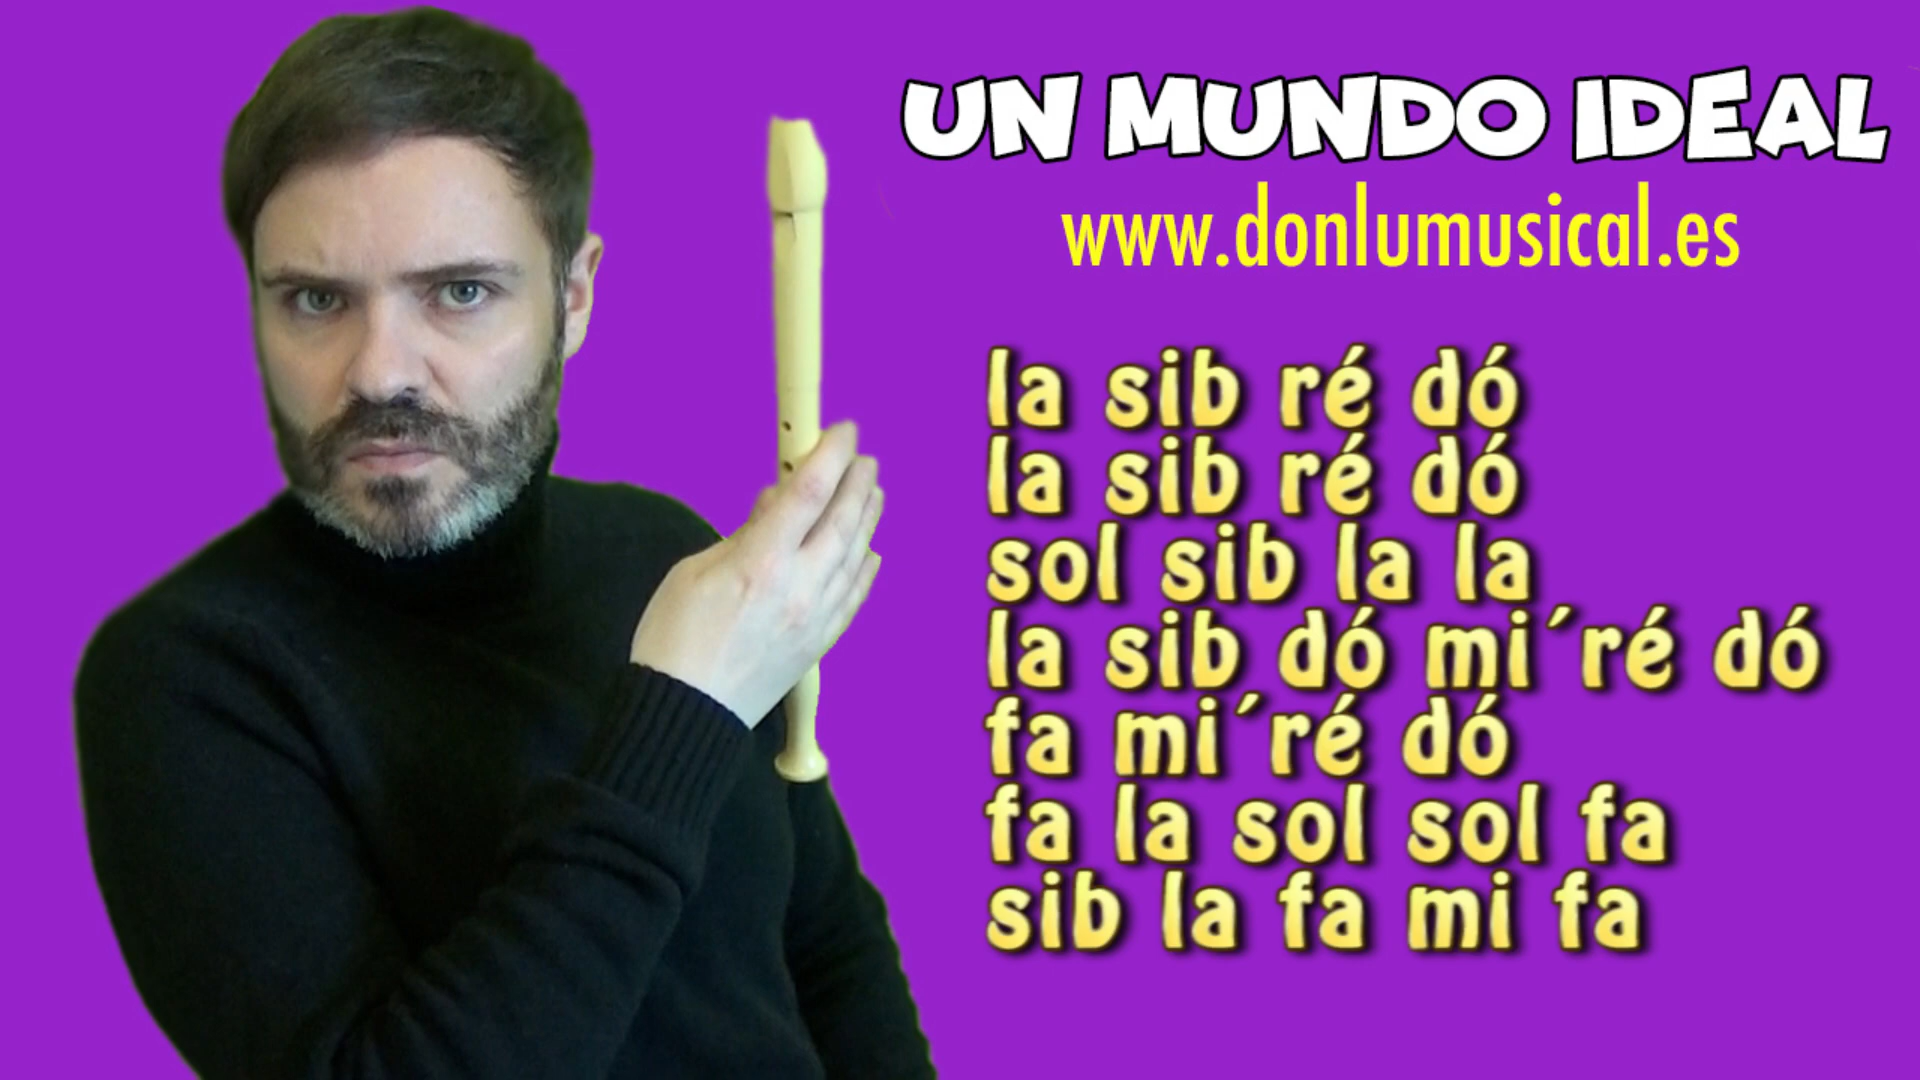 UN MUNDO IDEAL
www.donlumusical.es
la sib ré dó
la sib ré dó
sol sib la la
la sib dó mi´ré dó
fa mi´ré dó
fa la sol sol fa
sib la fa mi fa